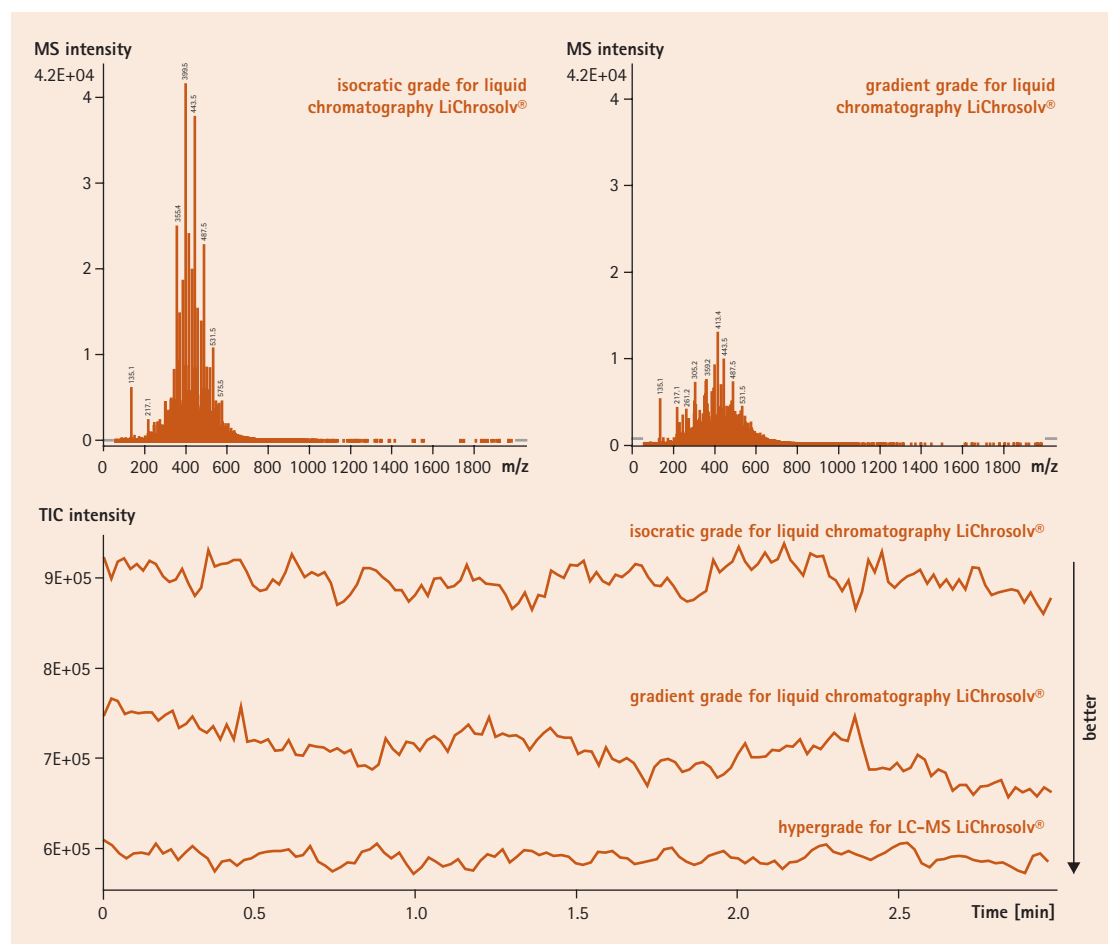 MS intensity
4.2E+04
isocratic grade for liquid
chromatography LiChrosolv®
4
3
2
1
0
135.1
217.1
355.4
399.5
443.5
487.5
531.5
575.5
0 200 400 600 800 1000 1200 1400 1600 1800 m/z
MS intensity
4.2E+04
gradient grade for liquid
chromatography LiChrosolv®
4
3
2
1
0
135.1
217.1
261.2
305.2
359.2
413.4
443.5
487.5
531.5
0 200 400 600 800 1000 1200 1400 1600 1800 m/z
TIC intensity
isocratic grade for liquid chromatography LiChrosolv®
9E+05
8E+05
gradient grade for liquid chromatography LiChrosolv®
7E+05
hypergrade for LC-MS LiChrosolv®
6E+05
better
0 0.5 1.0 1.5 2.0 2.5 Time [min]